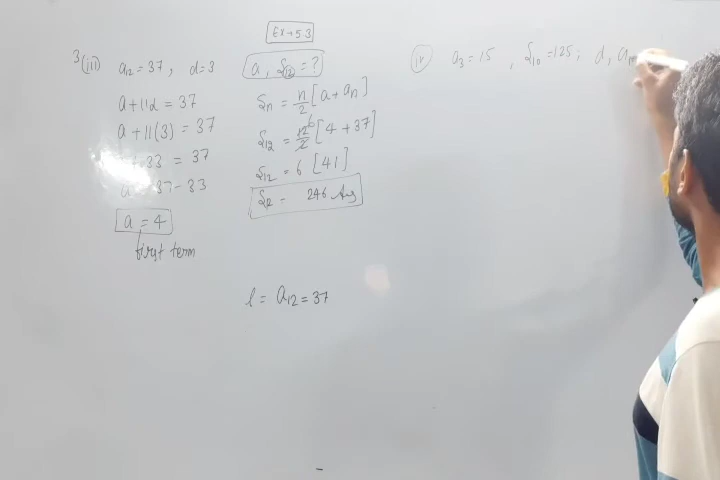 Ex→5.3
3(iii) a₁₂ = 37, d = 3
a, S₁₂ = ?
a + 11d = 37
a + 11(3) = 37
+ 33 = 37
a = 37 - 33
a = 4
first term
Sₙ = n/2 [a + aₙ]
S₁₂ = 12/2 6 [4 + 37]
S₁₂ = 6 [41]
S₁₂ = 246 Ans
l = a₁₂ = 37
iv a₃ = 15, S₁₀ = 125; d, a